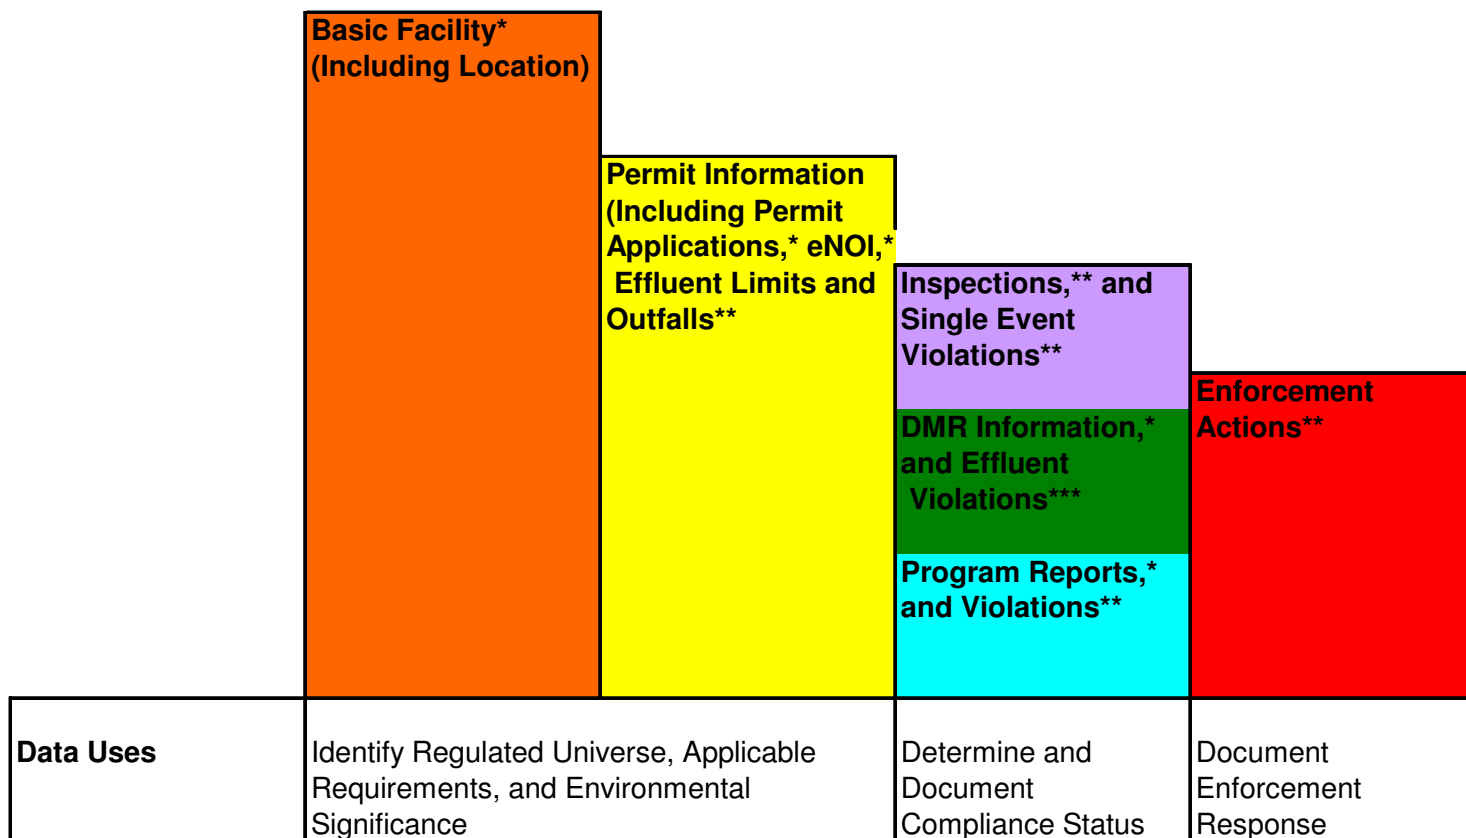 Basic Facility*
(Including Location)
Permit Information
(Including Permit
Applications,* eNOI,*
Effluent Limits and
Outfalls**
Inspections,** and
Single Event
Violations**
DMR Information,*
and Effluent
Violations***
Program Reports,*
and Violations**
Enforcement
Actions**
Data Uses
Identify Regulated Universe, Applicable
Requirements, and Environmental
Significance
Determine and
Document
Compliance Status
Document
Enforcement
Response